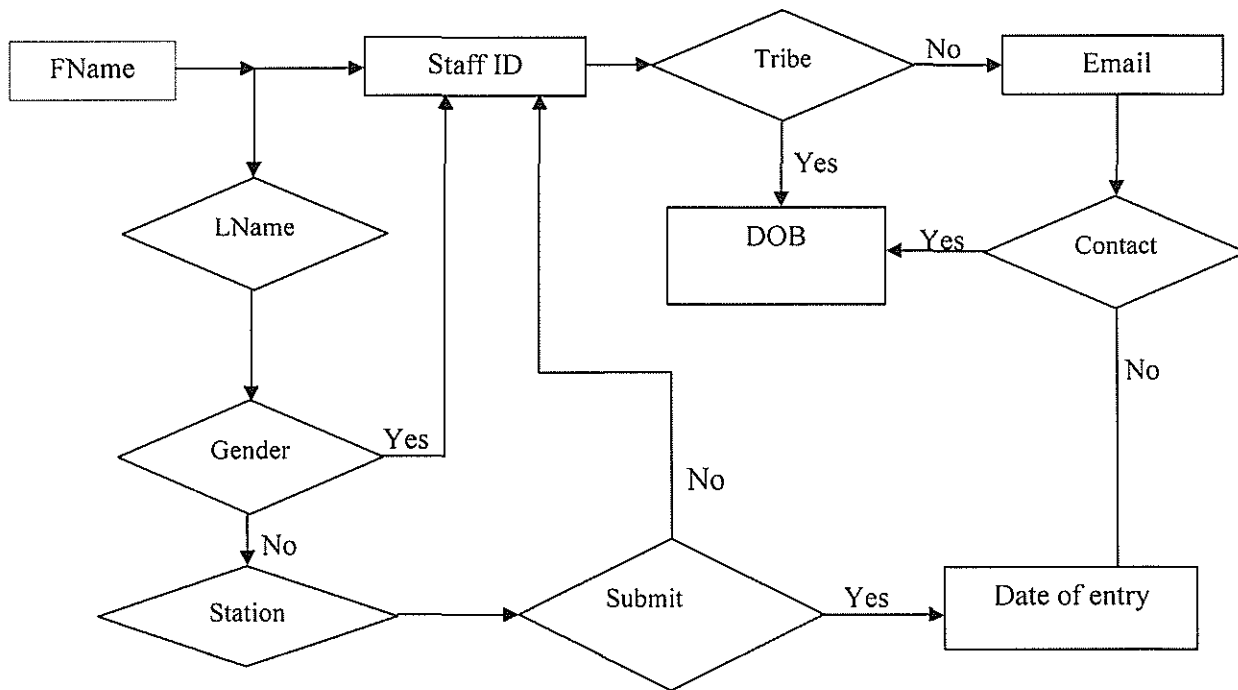 FName
Staff ID
Tribe
No
Email
Yes
LName
DOB
Yes
Contact
No
Gender
Yes
No
No
Station
Submit
Yes
Date of entry